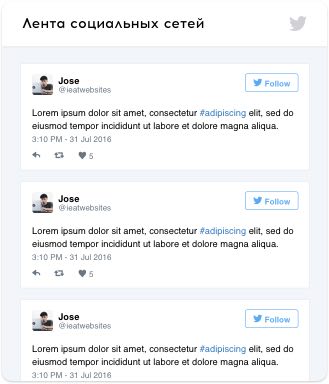 Лента социальных сетей
Jose
@ieatwebsites
Follow
Lorem ipsum dolor sit amet, consectetur #adipiscing elit, sed do
eiusmod tempor incididunt ut labore et dolore magna aliqua.
3:10 PM - 31 Jul 2016
5
Jose
@ieatwebsites
Follow
Lorem ipsum dolor sit amet, consectetur #adipiscing elit, sed do
eiusmod tempor incididunt ut labore et dolore magna aliqua.
3:10 PM - 31 Jul 2016
5
Jose
@ieatwebsites
Follow
Lorem ipsum dolor sit amet, consectetur #adipiscing elit, sed do
eiusmod tempor incididunt ut labore et dolore magna aliqua.
3:10 PM - 31 Jul 2016